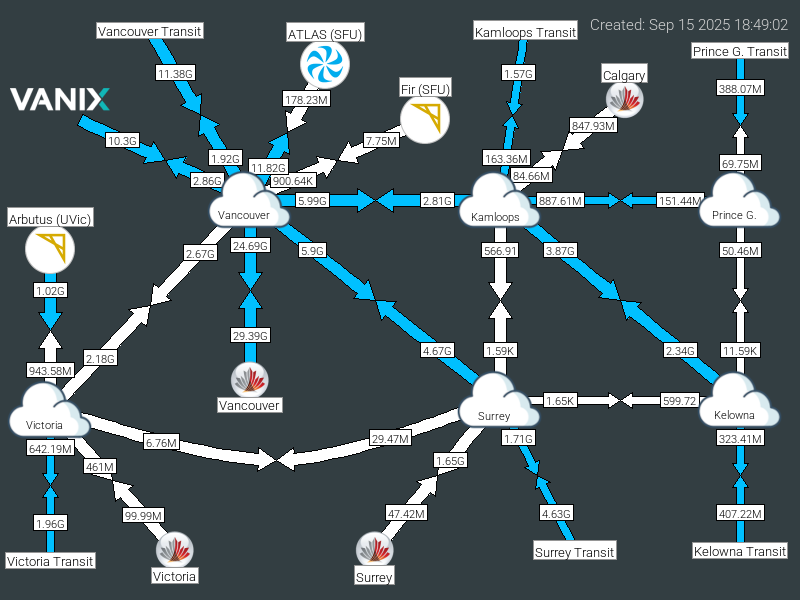 Created: Sep 15 2025 18:49:02
Vancouver Transit
ATLAS (SFU)
Kamloops Transit
Prince G. Transit
11.38G
1.57G
Calgary
388.07M
VANIX
178.23M
Fir (SFU)
847.93M
10.3G
7.75M
1.92G
163.36M
69.75M
2.86G
11.82G
900.64K
84.66M
5.99G
2.81G
887.61M
151.44M
Arbutus (UVic)
Vancouver
Kamloops
Prince G.
2.67G
24.69G
5.9G
566.91
3.87G
50.46M
1.02G
29.39G
943.58M
2.18G
4.67G
1.59K
2.34G
11.59K
Vancouver
1.65K
599.72
Victoria
Surrey
Kelowna
642.19M
6.76M
29.47M
1.71G
323.41M
461M
1.65G
1.96G
99.99M
47.42M
4.63G
407.22M
Victoria Transit
Victoria
Surrey
Surrey Transit
Kelowna Transit